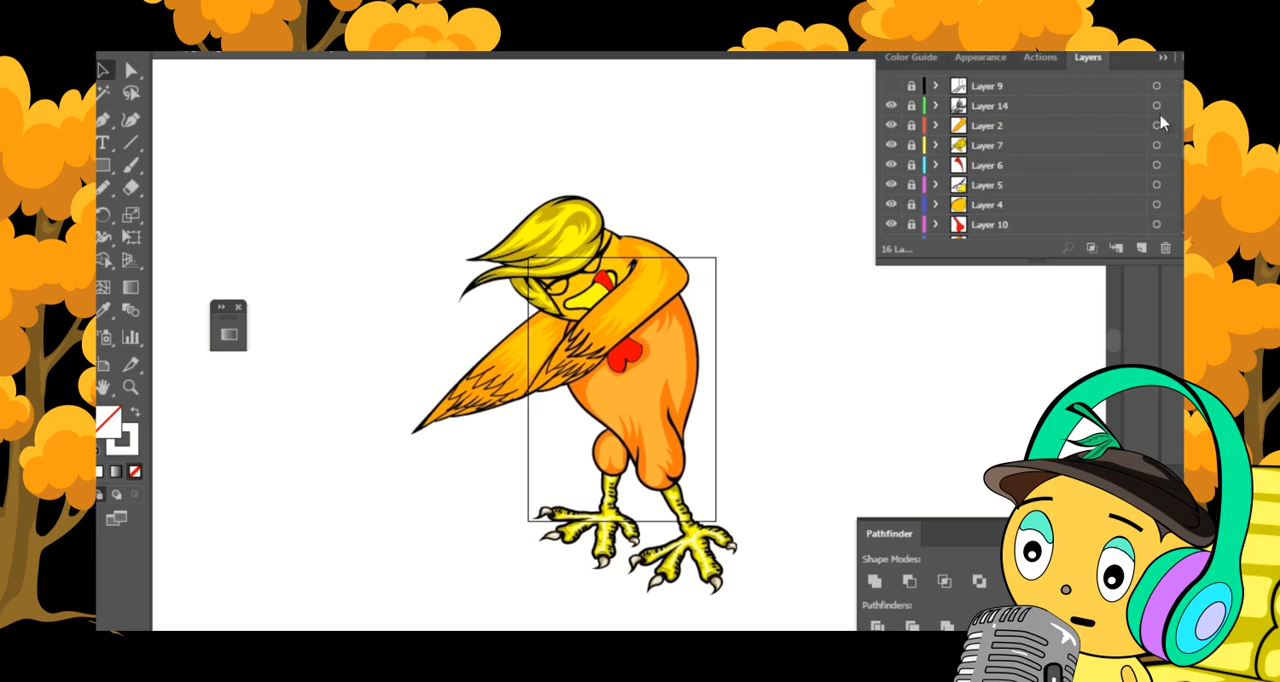 Color Guide Appearance Actions Layers
Layer 9
Layer 14
Layer 2
Layer 7
Layer 6
Layer 5
Layer 4
Layer 10
16 La...
Pathfinder
Shape Modes:
Pathfinders: